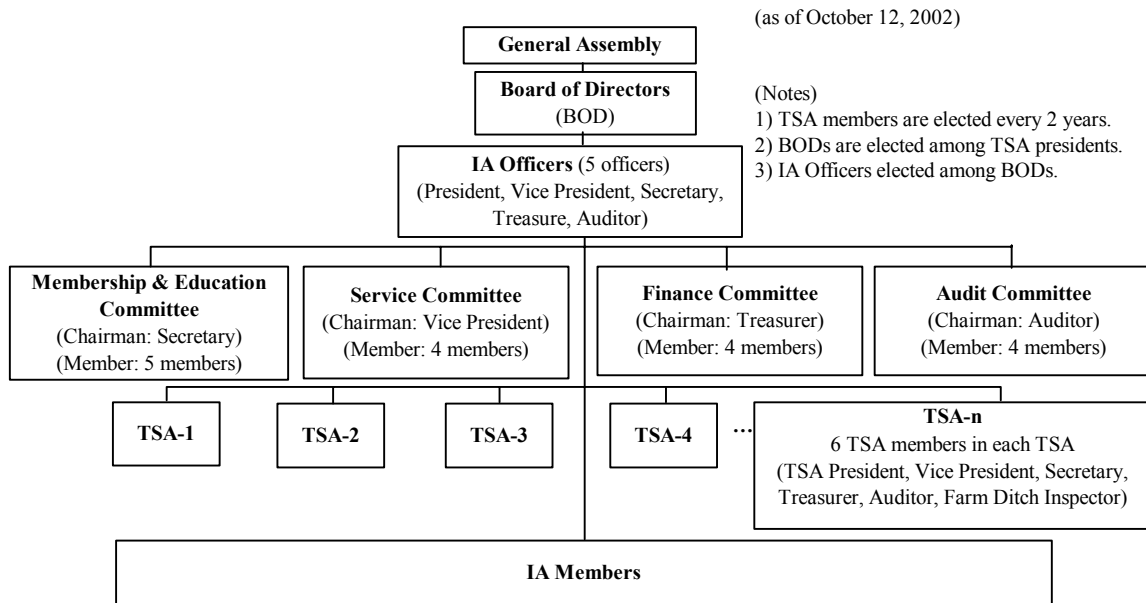 (as of October 12, 2002)
General Assembly
Board of Directors
(BOD)
(Notes)
1) TSA members are elected every 2 years.
2) BODs are elected among TSA presidents.
3) IA Officers elected among BODs.
IA Officers (5 officers)
(President, Vice President, Secretary,
Treasure, Auditor)
Membership & Education
Committee
(Chairman: Secretary)
(Member: 5 members)
Service Committee
(Chairman: Vice President)
(Member: 4 members)
Finance Committee
(Chairman: Treasurer)
(Member: 4 members)
Audit Committee
(Chairman: Auditor)
(Member: 4 members)
TSA-1
TSA-2
TSA-3
TSA-4
...
TSA-n
6 TSA members in each TSA
(TSA President, Vice President, Secretary,
Treasurer, Auditor, Farm Ditch Inspector)
IA Members